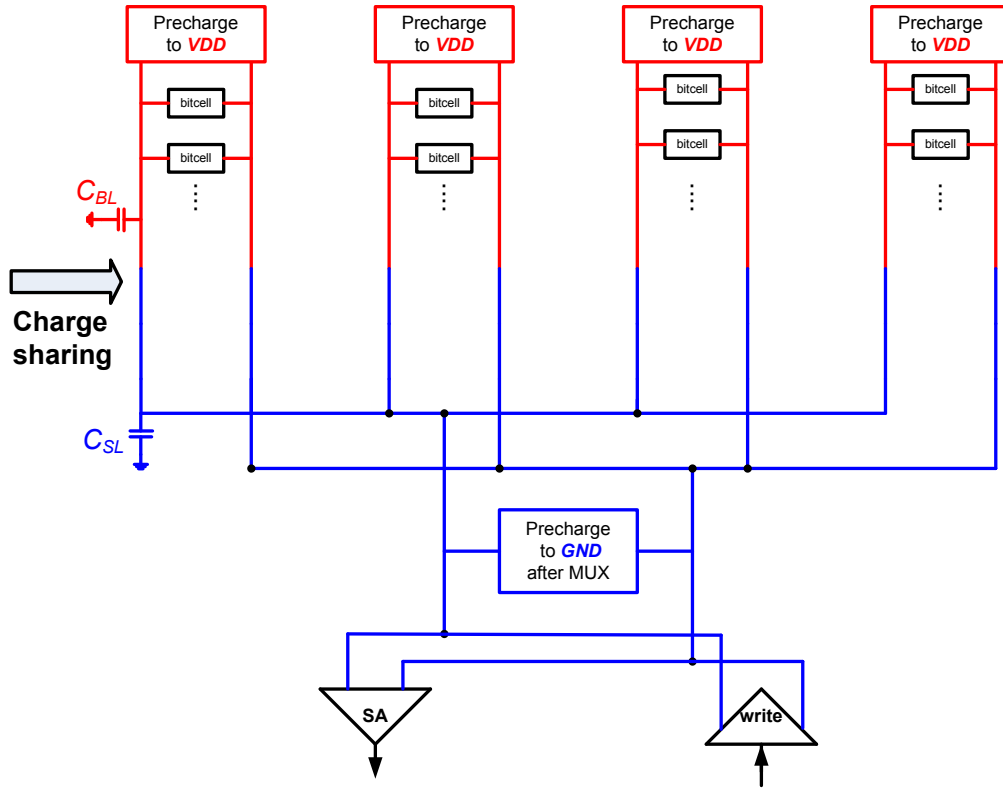 Precharge
to VDD
Precharge
to VDD
Precharge
to VDD
Precharge
to VDD
bitcell
bitcell
bitcell
bitcell
bitcell
bitcell
bitcell
bitcell
CBL
Charge
sharing
CSL
Precharge
to GND
after MUX
SA
write